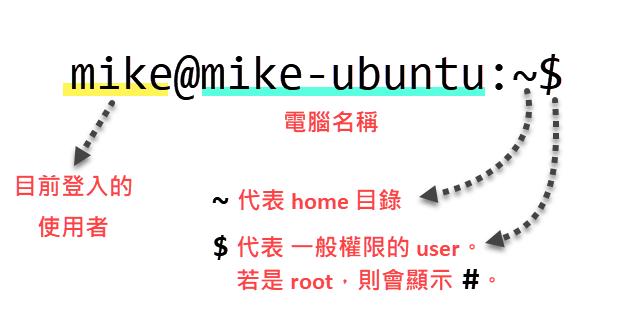 mike@mike-ubuntu:~$
電腦名稱
目前登入的
使用者
~ 代表 home 目錄
$ 代表 一般權限的 user。
若是 root,則會顯示 #。